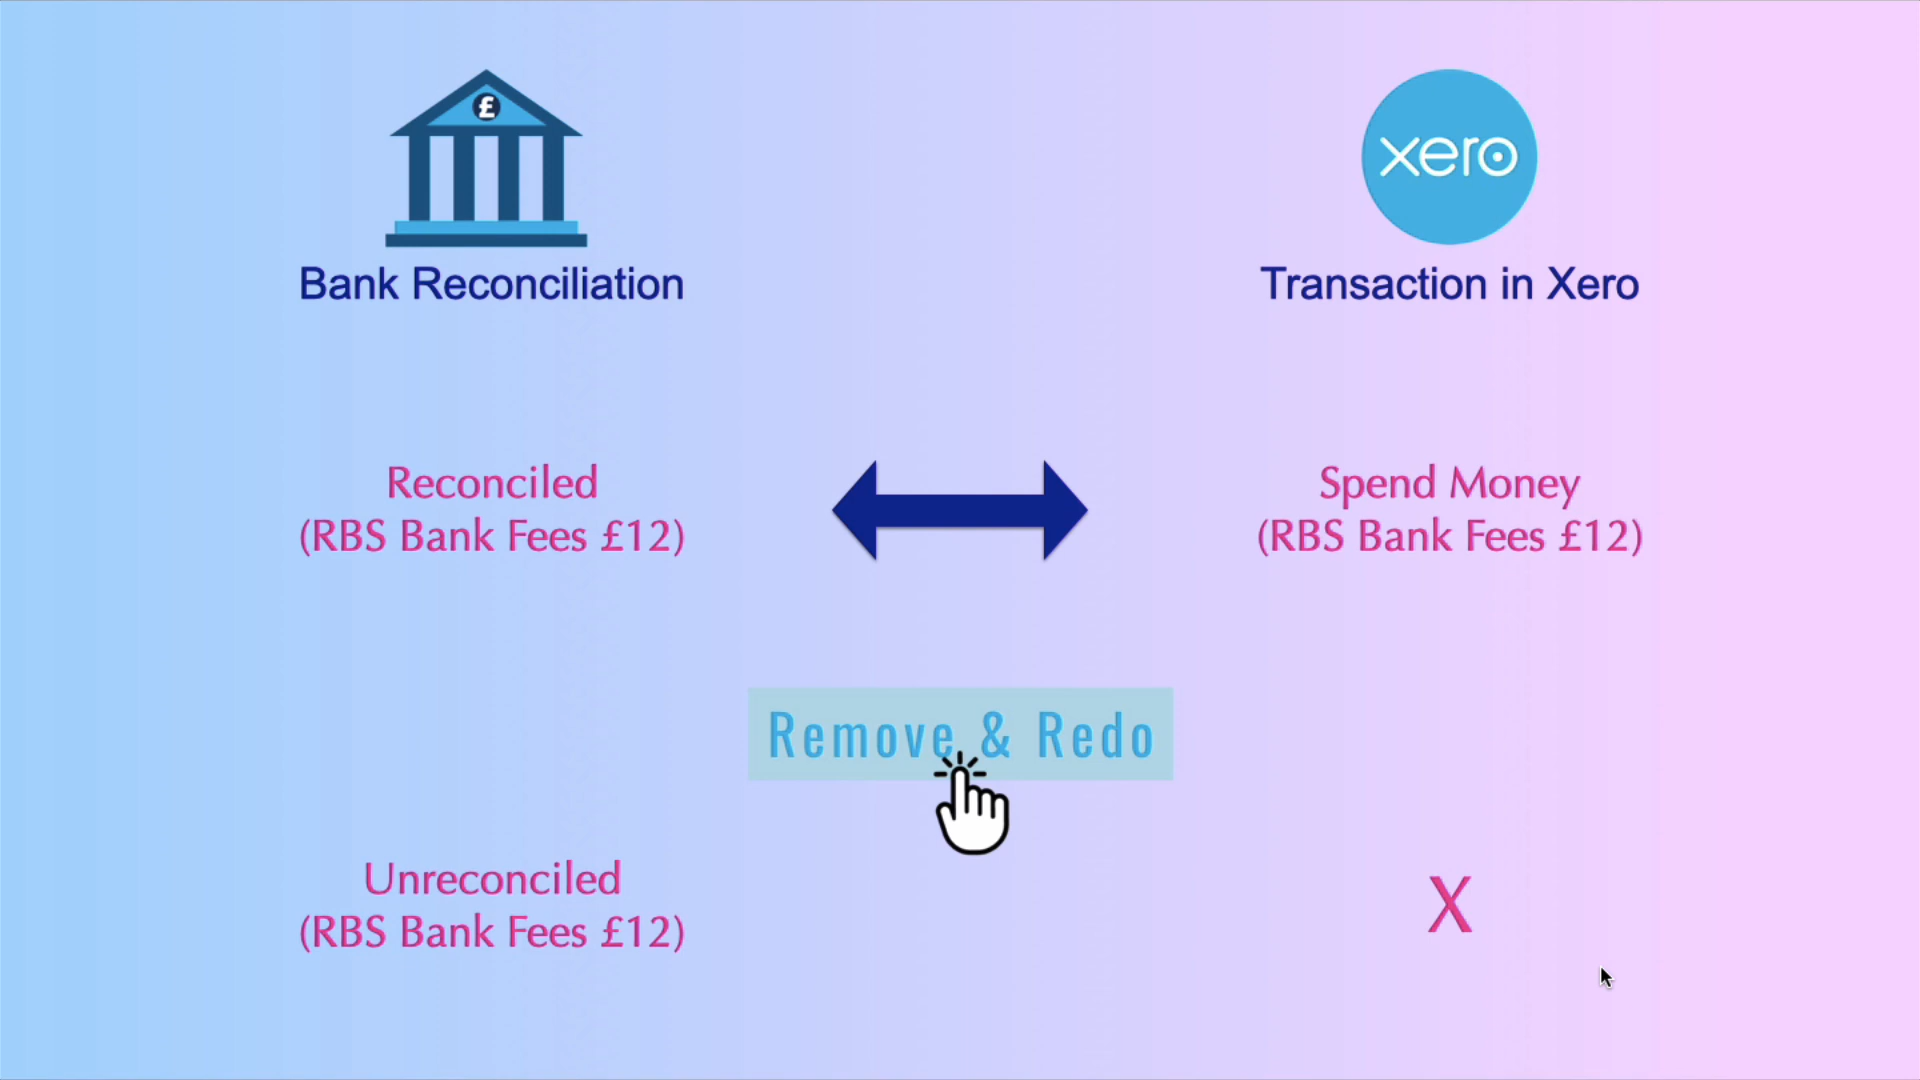 £
xero
Bank Reconciliation
Transaction in Xero
Reconciled
(RBS Bank Fees £12)
Spend Money
(RBS Bank Fees £12)
Remove & Redo
Unreconciled
(RBS Bank Fees £12)
X